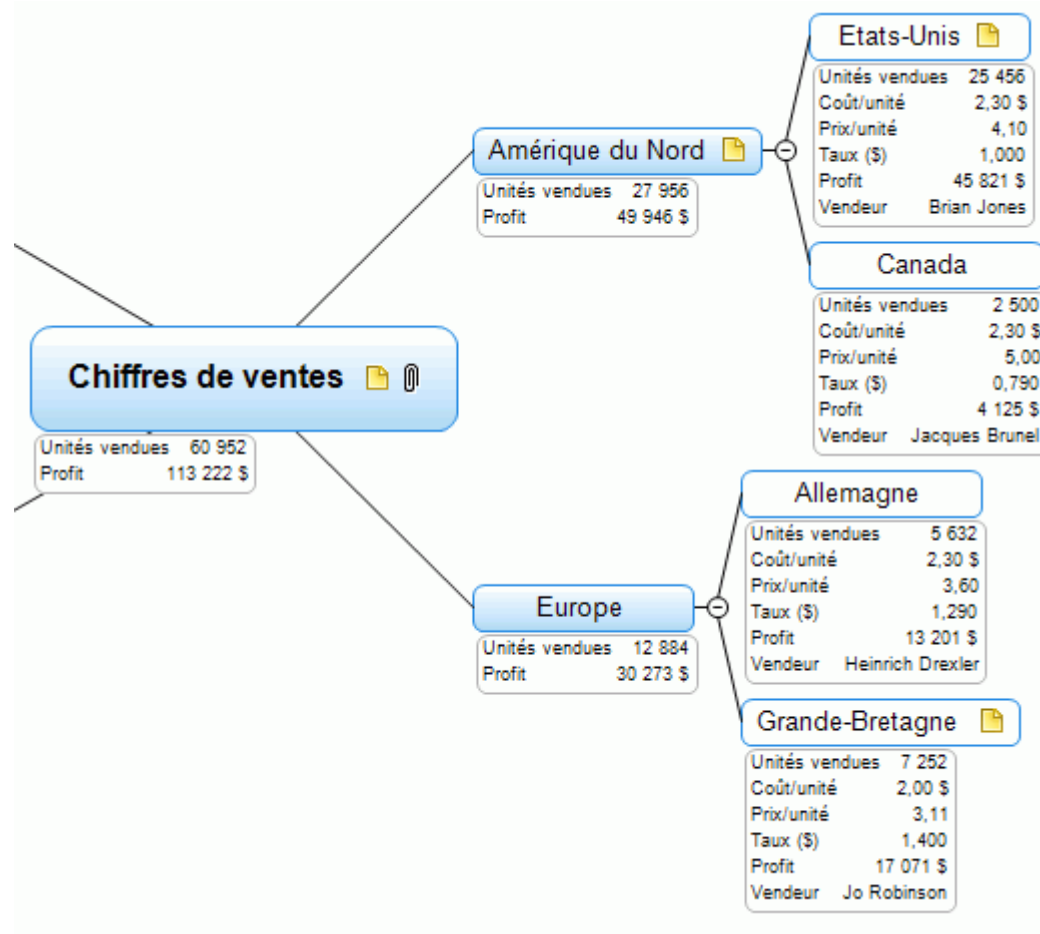 Chiffres de ventes
Unités vendues 60 952
Profit 113 222 $
Amérique du Nord
Unités vendues 27 956
Profit 49 946 $
Etats-Unis
Unités vendues 25 456
Coût/unité 2,30 $
Prix/unité 4,10
Taux ($) 1,000
Profit 45 821 $
Vendeur Brian Jones
Canada
Unités vendues 2 500
Coût/unité 2,30 $
Prix/unité 5,00
Taux ($) 0,790
Profit 4 125 $
Vendeur Jacques Brunel
Europe
Unités vendues 12 884
Profit 30 273 $
Allemagne
Unités vendues 5 632
Coût/unité 2,30 $
Prix/unité 3,60
Taux ($) 1,290
Profit 13 201 $
Vendeur Heinrich Drexler
Grande-Bretagne
Unités vendues 7 252
Coût/unité 2,00 $
Prix/unité 3,11
Taux ($) 1,400
Profit 17 071 $
Vendeur Jo Robinson